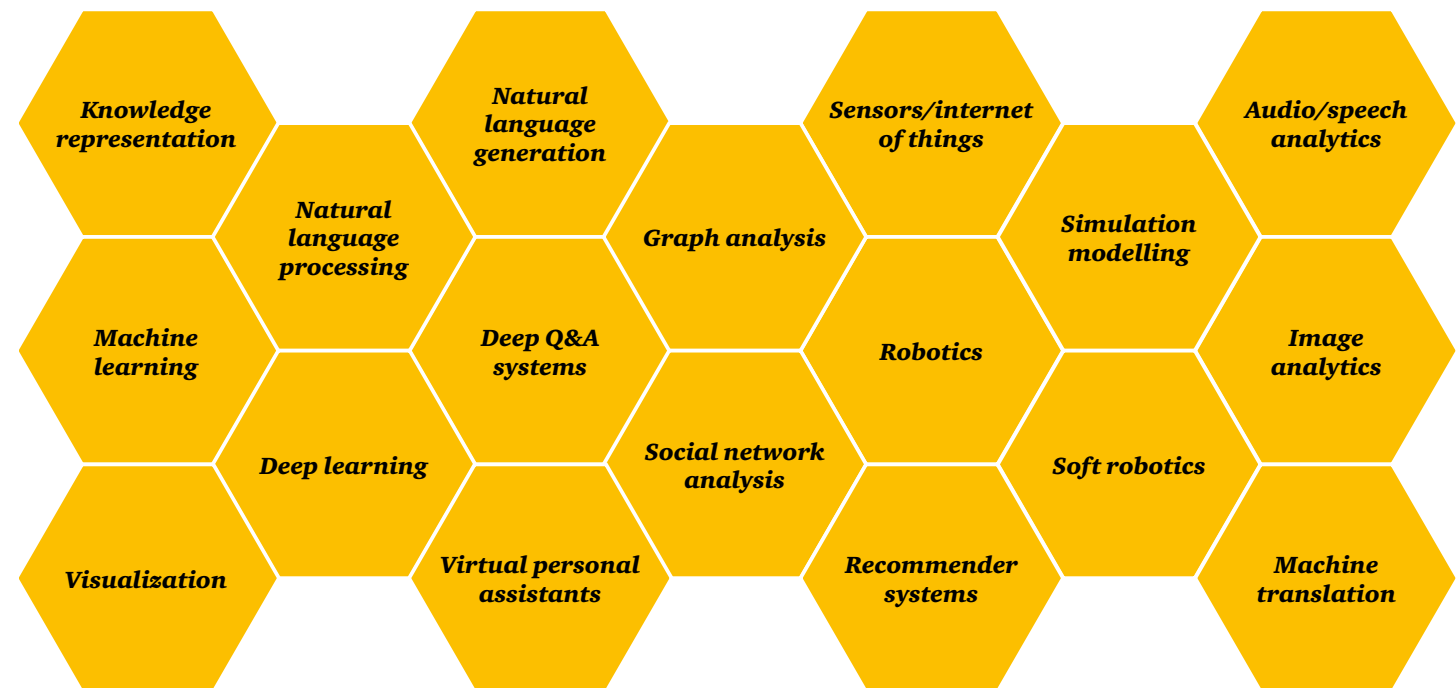 Knowledge
representation
Natural
language
generation
Sensors/internet
of things
Audio/speech
analytics
Natural
language
processing
Graph analysis
Simulation
modelling
Machine
learning
Deep Q&A
systems
Robotics
Image
analytics
Deep learning
Social network
analysis
Soft robotics
Visualization
Virtual personal
assistants
Recommender
systems
Machine
translation